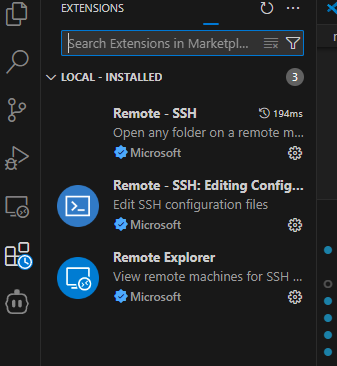 EXTENSIONS
Search Extensions in Marketpl...
LOCAL - INSTALLED 3
Remote - SSH 194ms
Open any folder on a remote m...
Microsoft
Remote - SSH: Editing Config...
Edit SSH configuration files
Microsoft
Remote Explorer
View remote machines for SSH ...
Microsoft